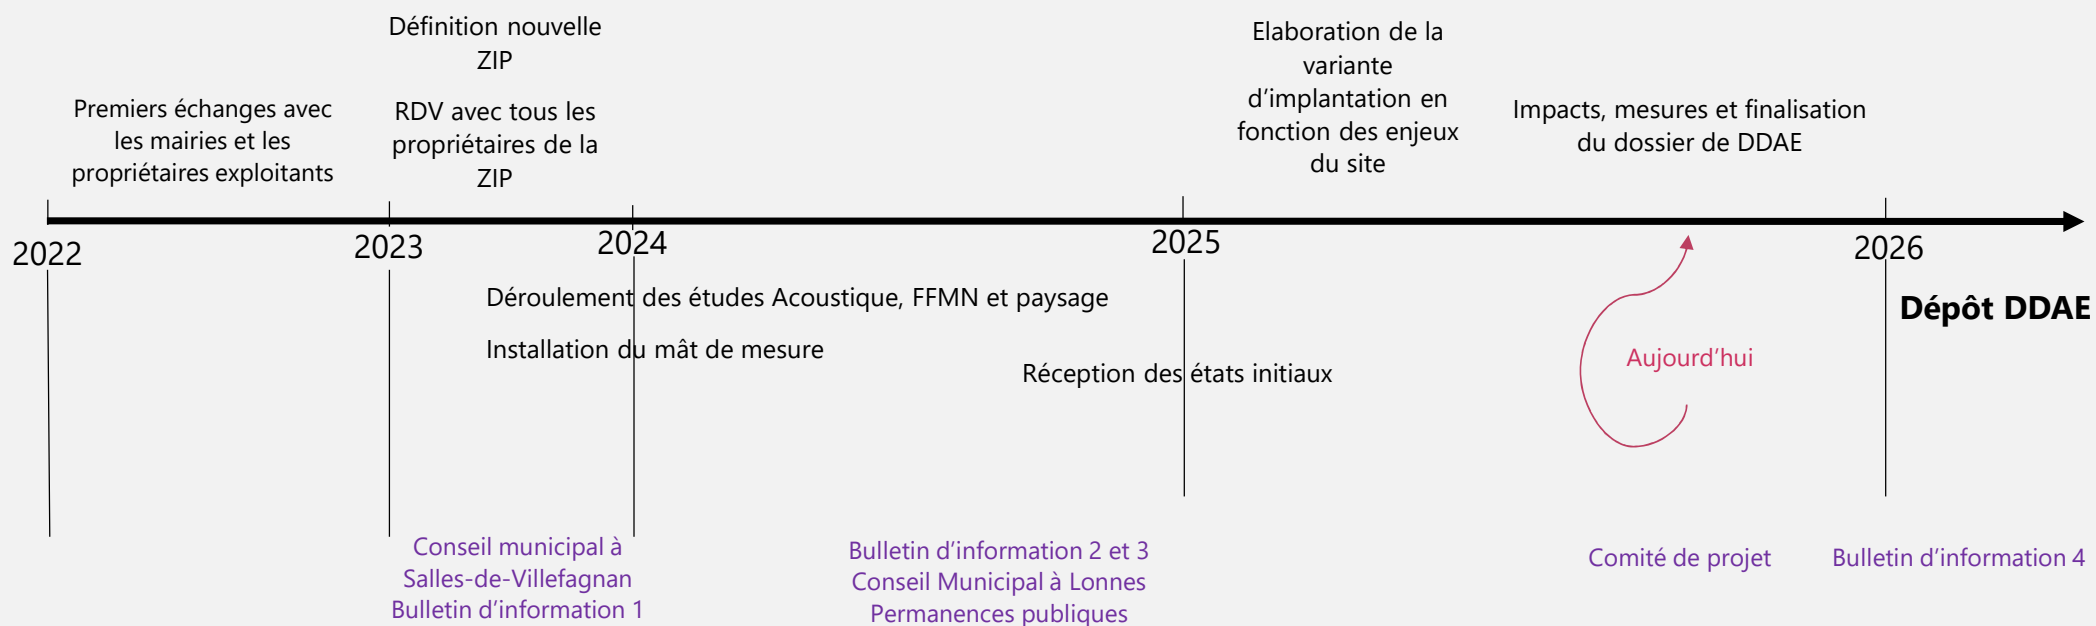 Définition nouvelle
ZIP
Premiers échanges avec
les mairies et les
propriétaires exploitants
RDV avec tous les
propriétaires de la
ZIP
Elaboration de la
variante
d’implantation en
fonction des enjeux
du site
Impacts, mesures et finalisation
du dossier de DDAE
2022
2023
2024
2025
2026
Déroulement des études Acoustique, FFMN et paysage
Installation du mât de mesure
Réception des états initiaux
Aujourd’hui
Dépôt DDAE
Conseil municipal à
Salles-de-Villefagnan
Bulletin d’information 1
Bulletin d’information 2 et 3
Conseil Municipal à Lonnes
Permanences publiques
Comité de projet
Bulletin d’information 4